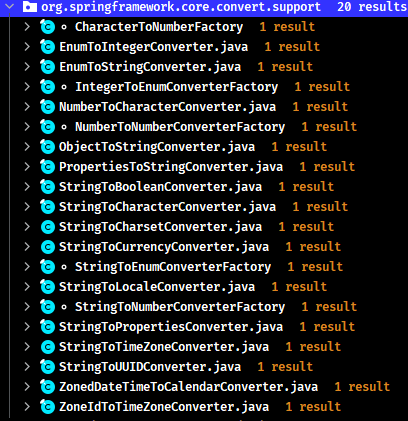 org.springframework.core.convert.support 20 results
CharacterToNumberFactory 1 result
EnumToIntegerConverter.java 1 result
EnumToStringConverter.java 1 result
IntegerToEnumConverterFactory 1 result
NumberToCharacterConverter.java 1 result
NumberToNumberConverterFactory 1 result
ObjectToStringConverter.java 1 result
PropertiesToStringConverter.java 1 result
StringToBooleanConverter.java 1 result
StringToCharacterConverter.java 1 result
StringToCharsetConverter.java 1 result
StringToCurrencyConverter.java 1 result
StringToEnumConverterFactory 1 result
StringToLocaleConverter.java 1 result
StringToNumberConverterFactory 1 result
StringToPropertiesConverter.java 1 result
StringToTimeZoneConverter.java 1 result
StringToUUIDConverter.java 1 result
ZonedDateTimeToCalendarConverter.java 1 result
ZoneIdToTimeZoneConverter.java 1 result